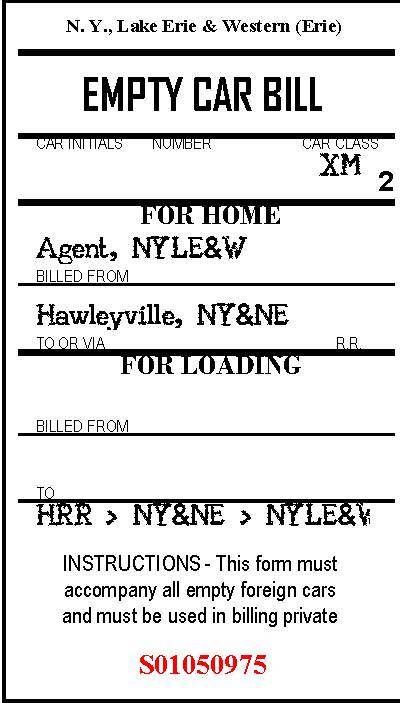 N. Y., Lake Erie & Western (Erie)
EMPTY CAR BILL
CAR INITIALS NUMBER CAR CLASS
XM
2
FOR HOME
Agent, NYLE&W
BILLED FROM
Hawleyville, NY&NE
TO OR VIA R.R.
FOR LOADING
BILLED FROM
TO
HRR > NY&NE > NYLE&W
INSTRUCTIONS - This form must
accompany all empty foreign cars
and must be used in billing private
S01050975